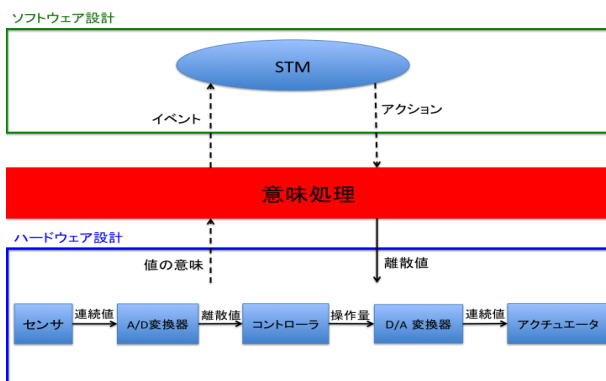 ソフトウェア設計
STM
イベント
アクション
意味処理
ハードウェア設計
値の意味
離散値
センサ
連続値
A/D変換器
離散値
コントローラ
操作量
D/A 変換器
連続値
アクチュエータ